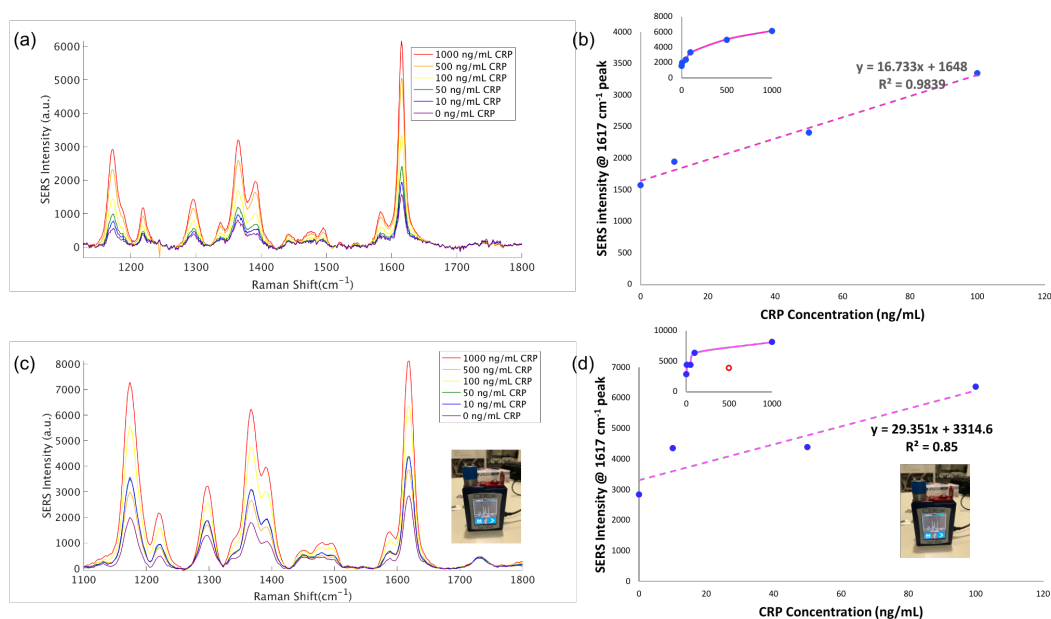 (a)
SERS Intensity (a.u.)
6000
5000
4000
3000
2000
1000
0
1200
1300
1400
1500
1600
1700
1800
Raman Shift(cm⁻¹)
1000 ng/mL CRP
500 ng/mL CRP
100 ng/mL CRP
50 ng/mL CRP
10 ng/mL CRP
0 ng/mL CRP
(b)
SERS intensity @ 1617 cm⁻¹ peak
4000
3500
3000
2500
2000
1500
1000
500
0
0
20
40
60
80
100
120
CRP Concentration (ng/mL)
8000
6000
4000
2000
0
0
500
1000
y = 16.733x + 1648
R² = 0.9839
(c)
SERS Intensity (a.u.)
8000
7000
6000
5000
4000
3000
2000
1000
0
1100
1200
1300
1400
1500
1600
1700
1800
Raman Shift(cm⁻¹)
1000 ng/mL CRP
500 ng/mL CRP
100 ng/mL CRP
50 ng/mL CRP
10 ng/mL CRP
0 ng/mL CRP
(d)
SERS Intensity @ 1617 cm⁻¹ peak
7000
6000
5000
4000
3000
2000
1000
0
0
20
40
60
80
100
120
CRP Concentration (ng/mL)
10000
5000
0
0
500
1000
y = 29.351x + 3314.6
R² = 0.85